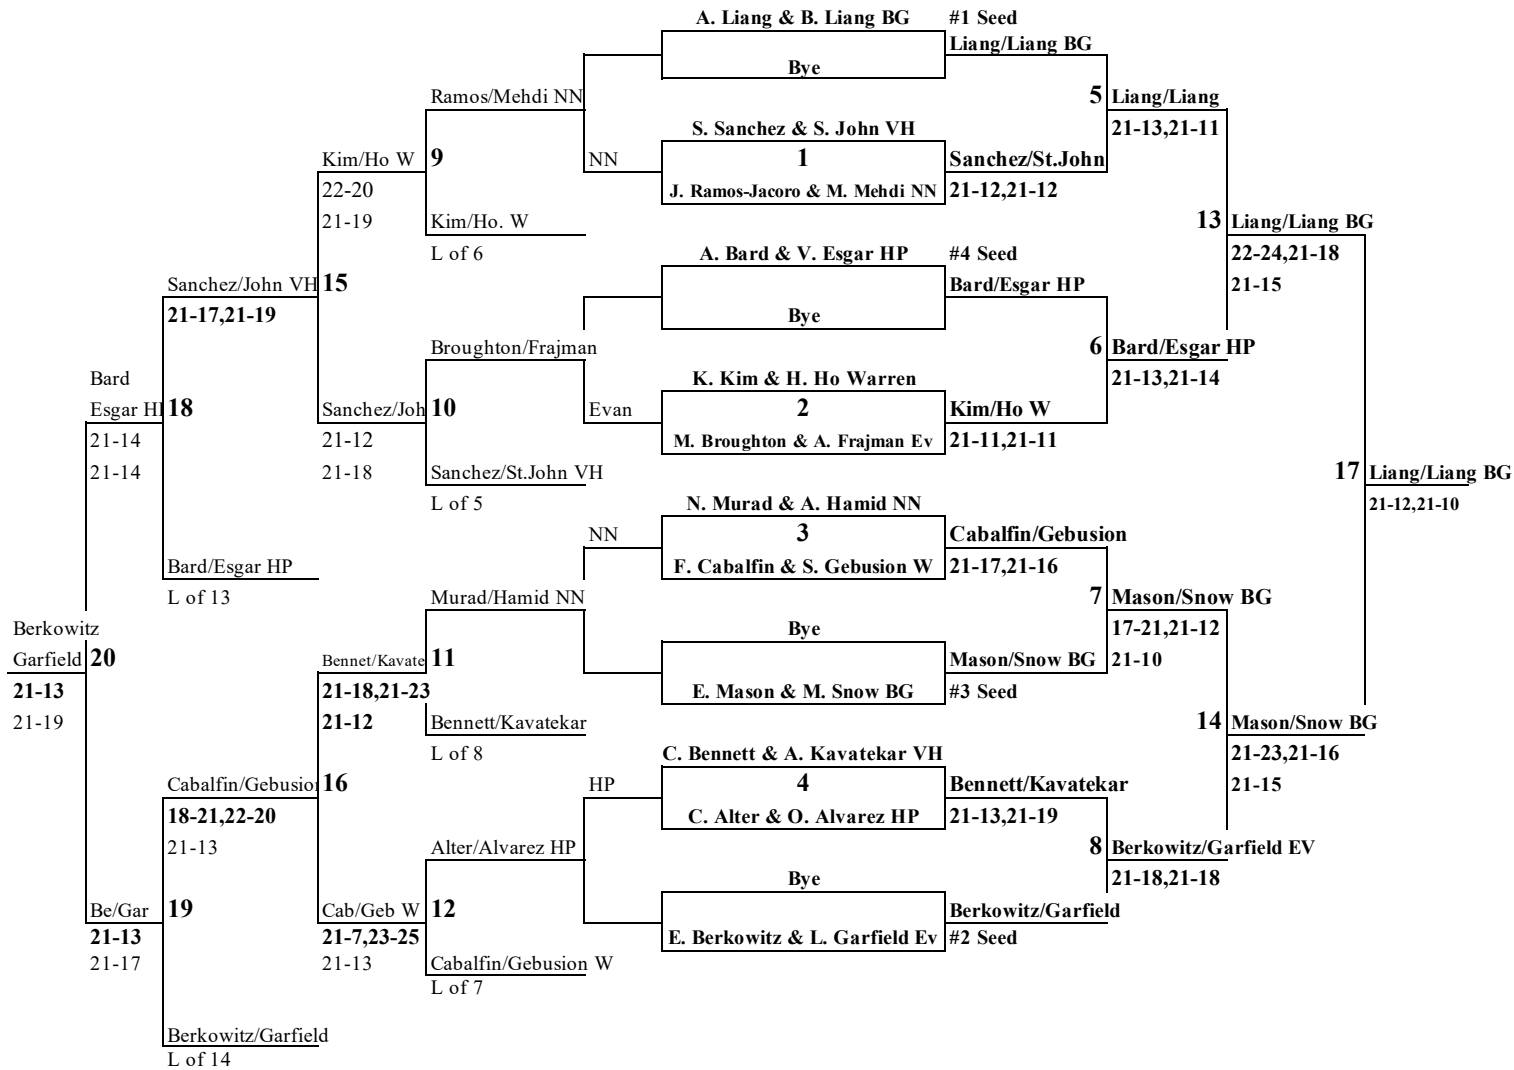 A. Liang & B. Liang BG #1 Seed
Liang/Liang BG
Bye
Ramos/Mehdi NN 5 Liang/Liang
S. Sanchez & S. John VH 21-13,21-11
Kim/Ho W 9 NN 1 Sanchez/St.John
22-20 J. Ramos-Jacoro & M. Mehdi NN 21-12,21-12
21-19 Kim/Ho. W 13 Liang/Liang BG
L of 6 A. Bard & V. Esgar HP #4 Seed 22-24,21-18
Sanchez/John VH 15 Bard/Esgar HP 21-15
21-17,21-19 Bye
Broughton/Frajman 6 Bard/Esgar HP
Bard K. Kim & H. Ho Warren 21-13,21-14
Esgar H 18 Sanchez/Joh 10 Evan 2 Kim/Ho W
21-14 21-12 M. Broughton & A. Frajman Ev 21-11,21-11
21-14 21-18 Sanchez/St.John VH 17 Liang/Liang BG
L of 5 N. Murad & A. Hamid NN 21-12,21-10
NN 3 Cabalfin/Gebusion
Bard/Esgar HP F. Cabalfin & S. Gebusion W 21-17,21-16
L of 13 Murad/Hamid NN 7 Mason/Snow BG
Berkowitz Bye 17-21,21-12
Garfield 20 Bennet/Kavate 11 Mason/Snow BG 21-10
21-13 21-18,21-23 E. Mason & M. Snow BG #3 Seed
21-19 21-12 Bennett/Kavatekar 14 Mason/Snow BG
L of 8 C. Bennett & A. Kavatekar VH 21-23,21-16
Cabalfin/Gebusion 16 HP 4 Bennett/Kavatekar 21-15
18-21,22-20 C. Alter & O. Alvarez HP 21-13,21-19
21-13 Alter/Alvarez HP 8 Berkowitz/Garfield EV
Bye 21-18,21-18
Be/Gar 19 Cab/Geb W 12 Berkowitz/Garfield
21-13 21-7,23-25 E. Berkowitz & L. Garfield Ev #2 Seed
21-17 21-13 Cabalfin/Gebusion W
L of 7
Berkowitz/Garfield
L of 14